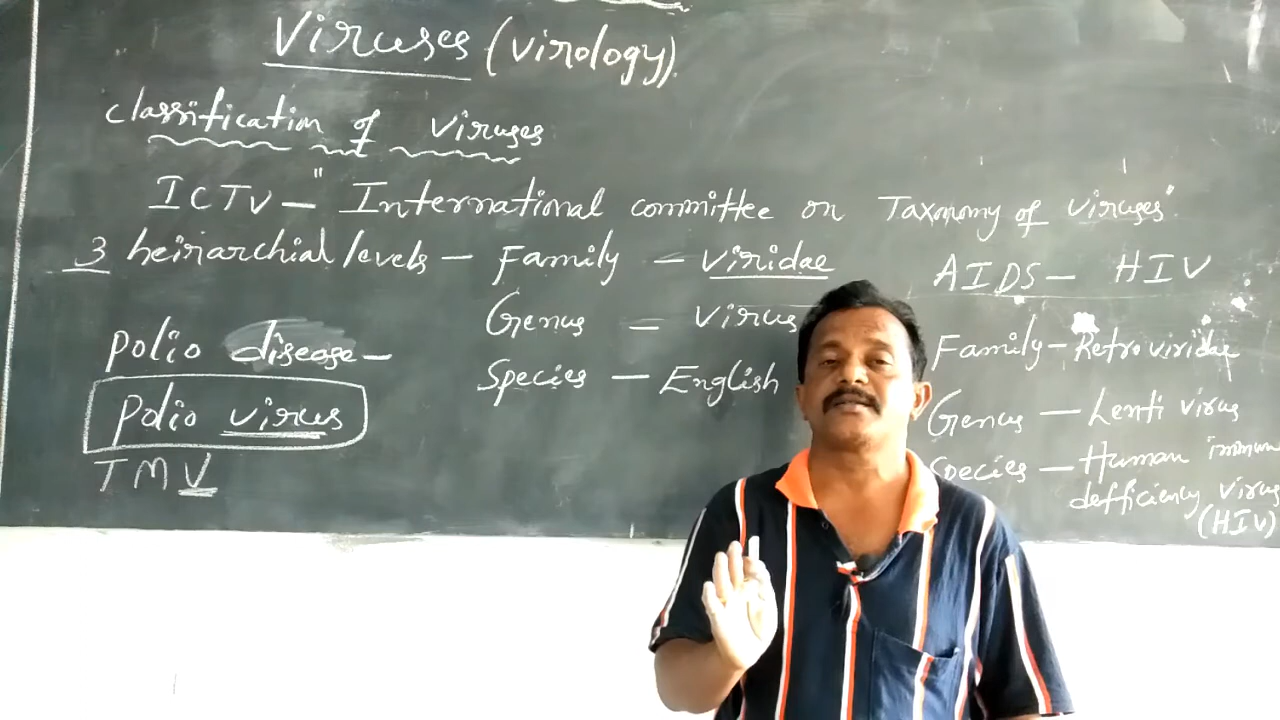 Viruses (Virology).
classification of viruses
ICTV - "International committee on Taxonomy of viruses".
3 heirarchial levels - Family - Viridae
Genus - Virus
Species - English
Polio disease -
Polio virus
TMV
AIDS - HIV
Family - Retroviridae
Genus - Lenti virus
Species - Human immun
defficiency virus
(HIV)